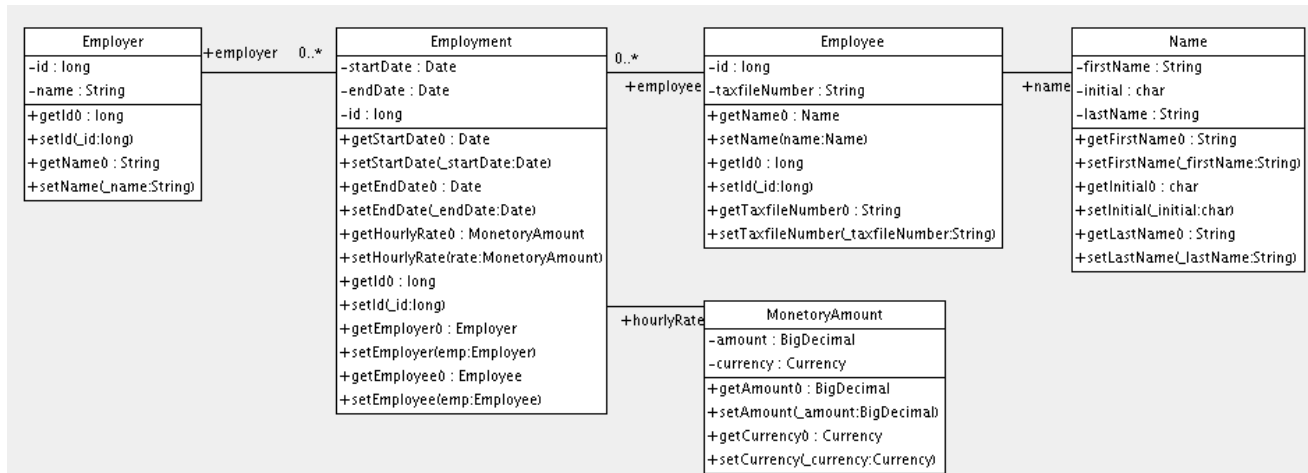 Employer
-id : long
-name : String
+getId() : long
+setId(_id:long)
+getName() : String
+setName(_name:String)
+employer
0..*
Employment
-startDate : Date
-endDate : Date
-id : long
+getStartDate() : Date
+setStartDate(_startDate:Date)
+getEndDate() : Date
+setEndDate(_endDate:Date)
+getHourlyRate() : MonetoryAmount
+setHourlyRate(rate:MonetoryAmount)
+getId() : long
+setId(_id:long)
+getEmployer() : Employer
+setEmployer(emp:Employer)
+getEmployee() : Employee
+setEmployee(emp:Employee)
0..*
+employee
Employee
-id : long
-taxfileNumber : String
+getName() : Name
+setName(name:Name)
+getId() : long
+setId(_id:long)
+getTaxfileNumber() : String
+setTaxfileNumber(_taxfileNumber:String)
+name
Name
-firstName : String
-initial : char
-lastName : String
+getFirstName() : String
+setFirstName(_firstName:String)
+getInitial() : char
+setInitial(_initial:char)
+getLastName() : String
+setLastName(_lastName:String)
+hourlyRate
MonetoryAmount
-amount : BigDecimal
-currency : Currency
+getAmount() : BigDecimal
+setAmount(_amount:BigDecimal)
+getCurrency() : Currency
+setCurrency(_currency:Currency)